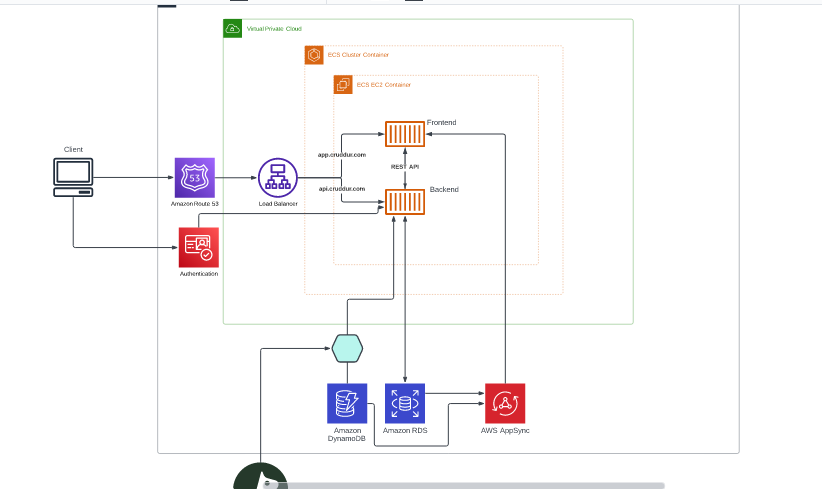 Virtual Private Cloud
ECS Cluster Container
ECS EC2 Container
Frontend
Client
app.cruddur.com
REST API
53
api.cruddur.com
Backend
Amazon Route 53
Load Balancer
Authentication
Amazon
DynamoDB
Amazon RDS
AWS AppSync